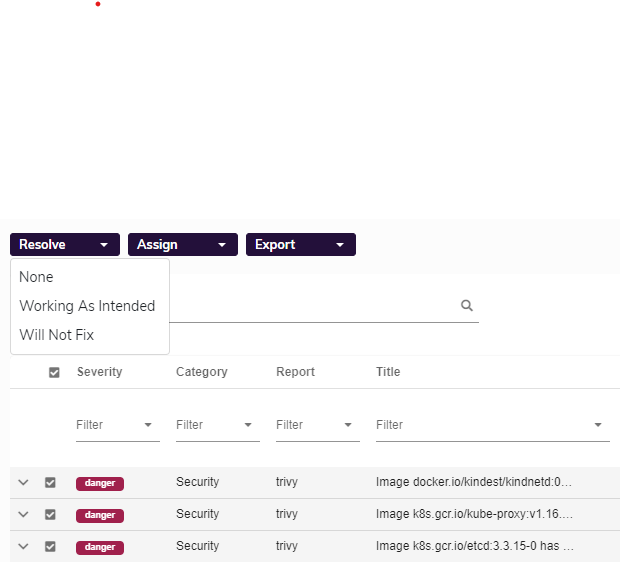 Resolve Assign Export
None
Working As Intended
Will Not Fix
Severity Category Report Title
Filter Filter Filter Filter
danger Security trivy Image docker.io/kindest/kindnetd:0...
danger Security trivy Image k8s.gcr.io/kube-proxy:v1.16....
danger Security trivy Image k8s.gcr.io/etcd:3.3.15-0 has ...